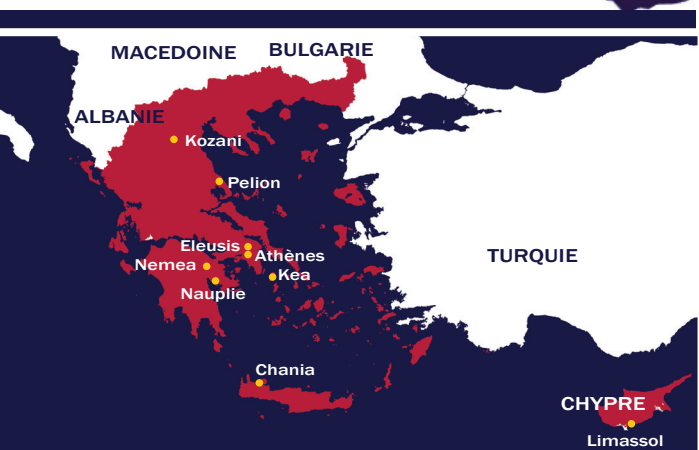 MACEDOINE
BULGARIE
ALBANIE
Kozani
Pelion
Eleusis
Athènes
Nemea
Kea
Nauplie
TURQUIE
Chania
CHYPRE
Limassol